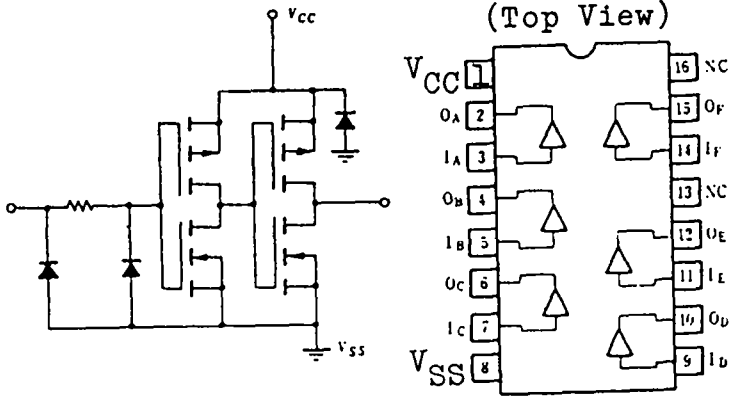 VCC
VSS
(Top View)
VCC 1
OA 2
IA 3
OB 4
IB 5
OC 6
IC 7
VSS 8
16 NC
15 OF
14 IF
13 NC
12 OE
11 IE
10 OD
9 ID